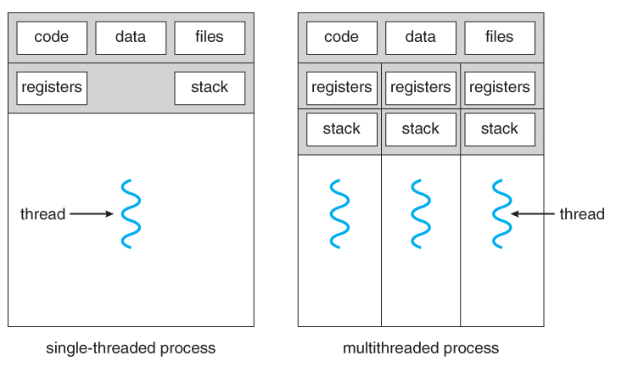 code data files
registers stack
thread
single-threaded process
code data files
registers registers registers
stack stack stack
thread
multithreaded process